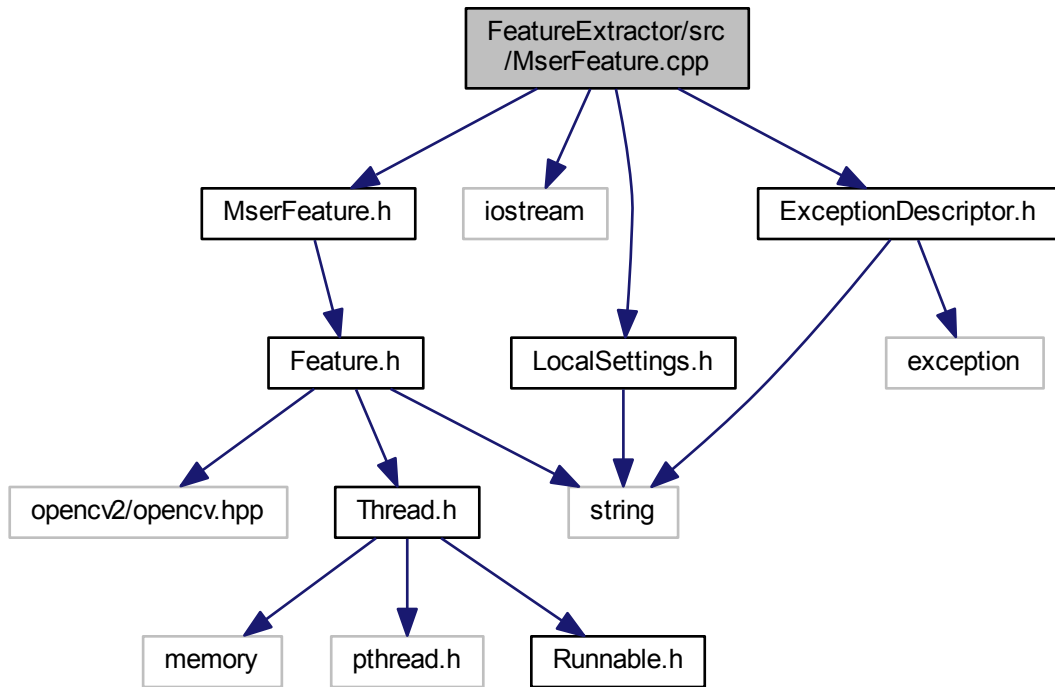 FeatureExtractor/src
/MserFeature.cpp
MserFeature.h
iostream
ExceptionDescriptor.h
Feature.h
LocalSettings.h
exception
opencv2/opencv.hpp
Thread.h
string
memory
pthread.h
Runnable.h